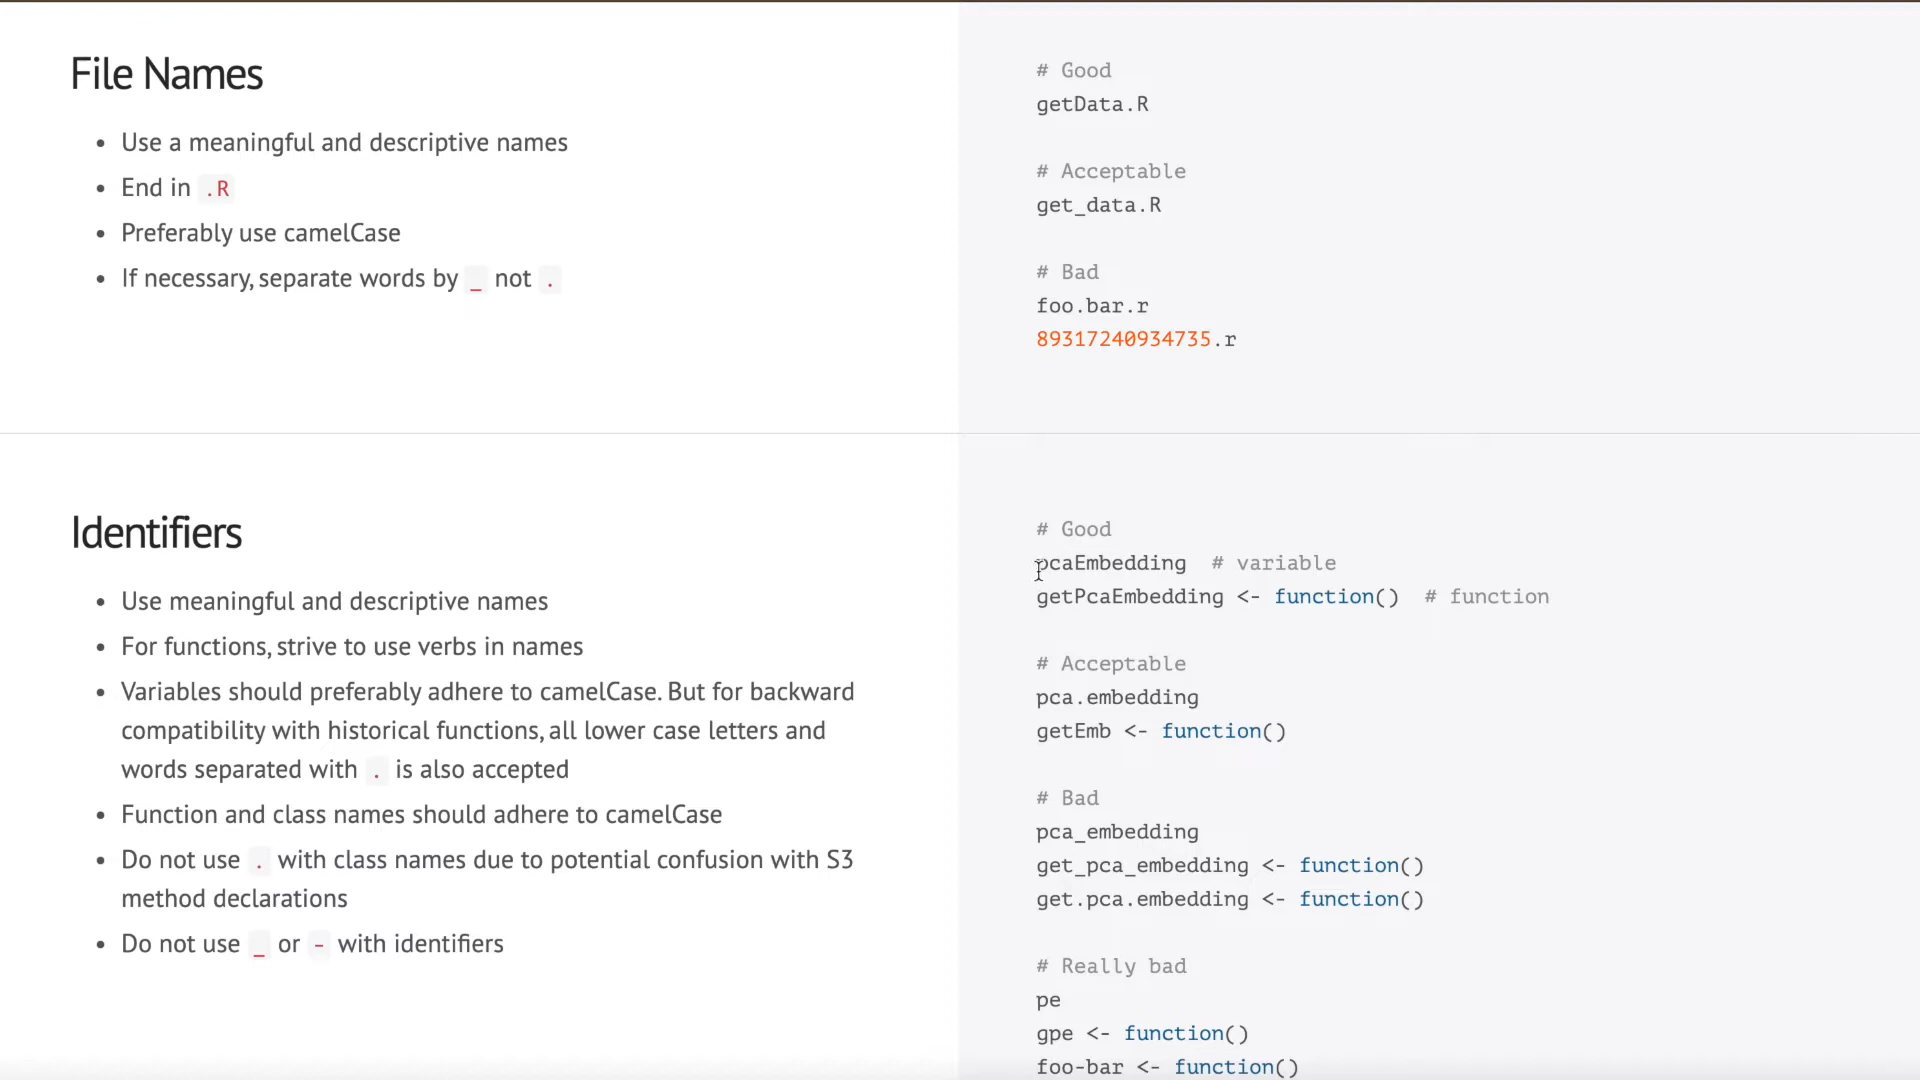 File Names
• Use a meaningful and descriptive names
• End in .R
• Preferably use camelCase
• If necessary, separate words by _ not .
# Good
getData.R
# Acceptable
get_data.R
# Bad
foo.bar.r
89317240934735.r
Identifiers
• Use meaningful and descriptive names
• For functions, strive to use verbs in names
• Variables should preferably adhere to camelCase. But for backward
compatibility with historical functions, all lower case letters and
words separated with . is also accepted
• Function and class names should adhere to camelCase
• Do not use . with class names due to potential confusion with S3
method declarations
• Do not use _ or - with identifiers
# Good
pcaEmbedding  # variable
getPcaEmbedding <- function()  # function
# Acceptable
pca.embedding
getEmb <- function()
# Bad
pca_embedding
get_pca_embedding <- function()
get.pca.embedding <- function()
# Really bad
pe
gpe <- function()
foo-bar <- function()